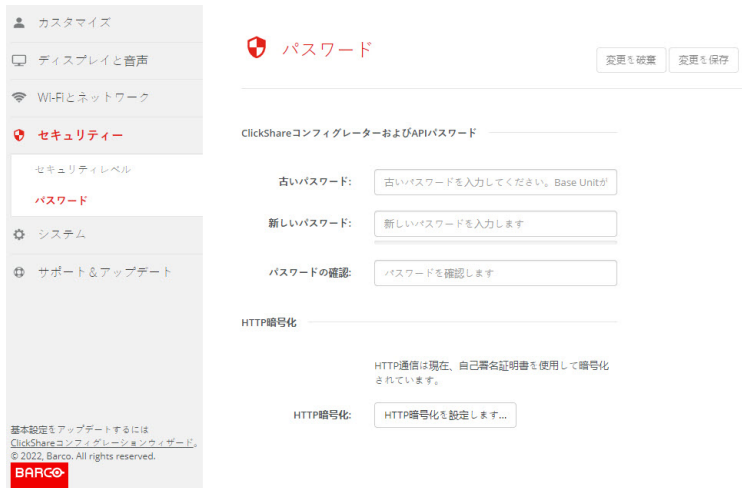 カスタマイズ
ディスプレイと音声
Wi-Fiとネットワーク
セキュリティー
セキュリティレベル
パスワード
システム
サポート＆アップデート
基本設定をアップデートするには
ClickShareコンフィグレーションウィザード。
© 2022, Barco. All rights reserved.
BARCO
パスワード
変更を破棄
変更を保存
ClickShareコンフィグレーターおよびAPIパスワード
古いパスワード:
古いパスワードを入力してください。Base Unitが
新しいパスワード:
新しいパスワードを入力します
パスワードの確認:
パスワードを確認します
HTTP暗号化
HTTP通信は現在、自己署名証明書を使用して暗号化
されています。
HTTP暗号化:
HTTP暗号化を設定します...